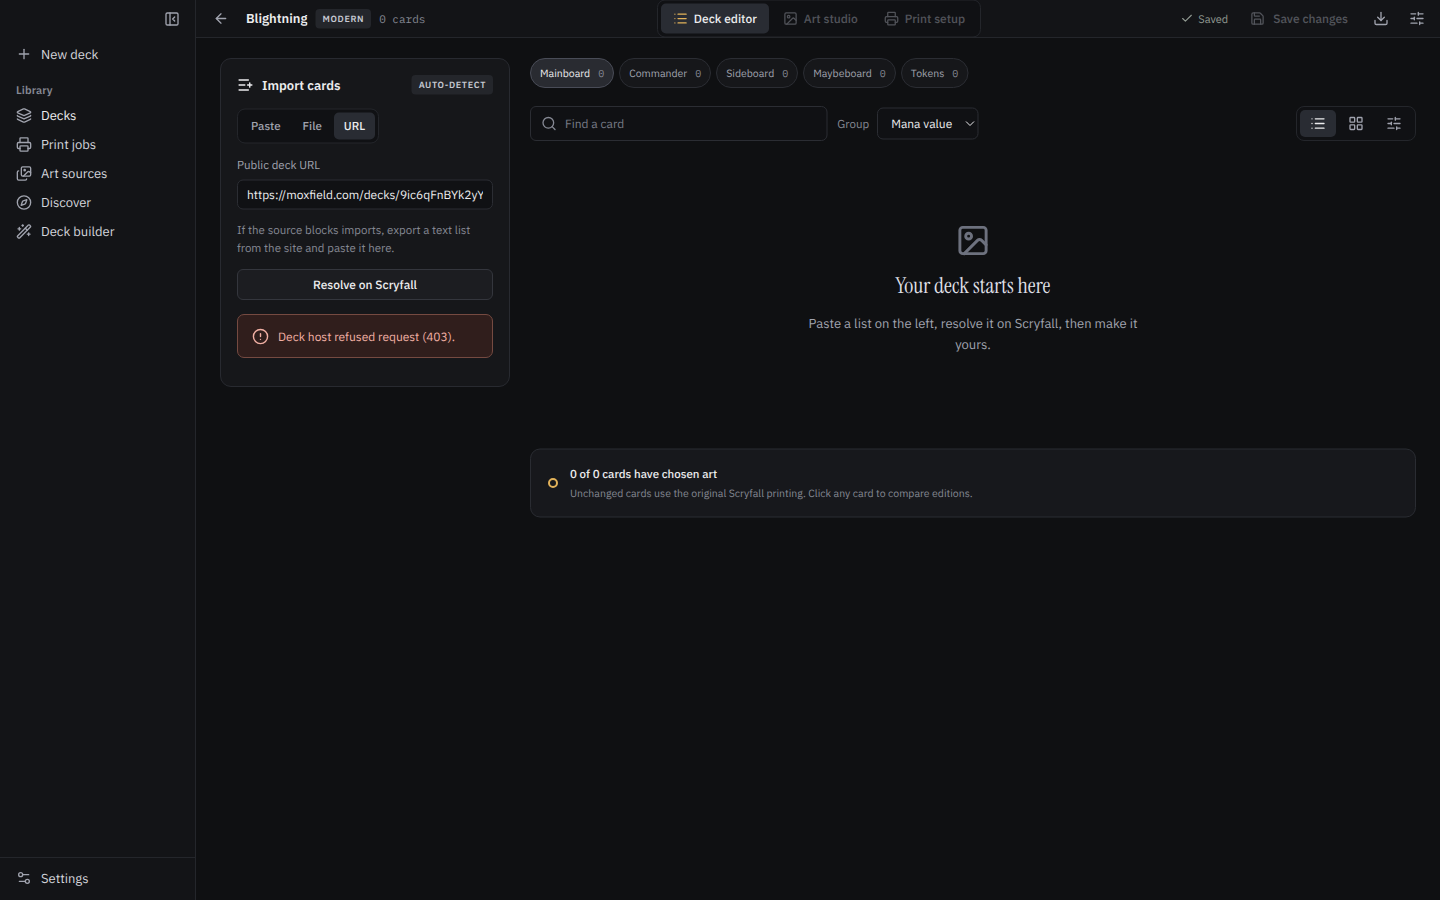 Blightning MODERN 0 cards
Deck editor Art studio Print setup
Saved Save changes
New deck
Library
Decks
Print jobs
Art sources
Discover
Deck builder
Settings
Import cards AUTO-DETECT
Paste File URL
Public deck URL
https://moxfield.com/decks/9ic6qFnBYk2yY
If the source blocks imports, export a text list
from the site and paste it here.
Resolve on Scryfall
Deck host refused request (403).
Mainboard 0 Commander 0 Sideboard 0 Maybeboard 0 Tokens 0
Find a card Group Mana value
Your deck starts here
Paste a list on the left, resolve it on Scryfall, then make it
yours.
0 of 0 cards have chosen art
Unchanged cards use the original Scryfall printing. Click any card to compare editions.